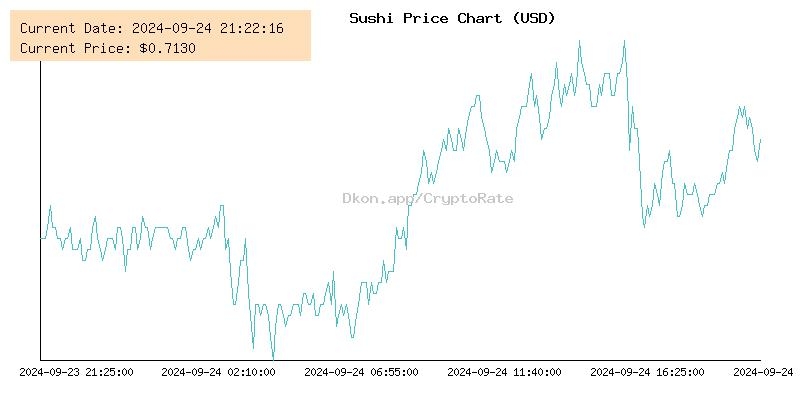 Sushi Price Chart (USD)
Current Date: 2024-09-24 21:22:16
Current Price: $0.7130
Dkon.app/CryptoRate
2024-09-23 21:25:00 2024-09-24 02:10:00 2024-09-24 06:55:00 2024-09-24 11:40:00 2024-09-24 16:25:00 2024-09-24